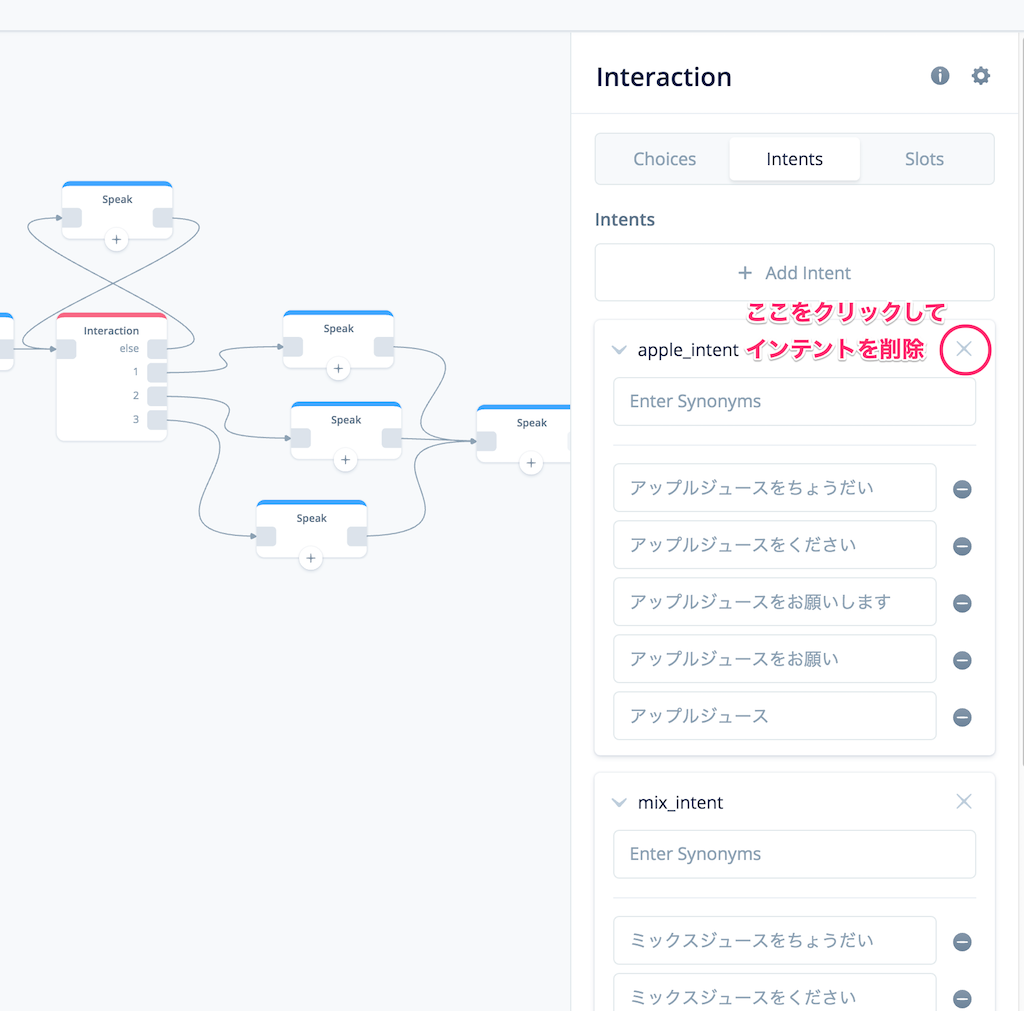 Interaction
Choices
Intents
Slots
Intents
+ Add Intent
ここをクリックして
インテントを削除
apple_intent
Enter Synonyms
アップルジュースをちょうだい
アップルジュースをください
アップルジュースをお願いします
アップルジュースをお願い
アップルジュース
mix_intent
Enter Synonyms
ミックスジュースをちょうだい
ミックスジュースをください
Speak
Interaction
else
1
2
3
Speak
Speak
Speak
Speak